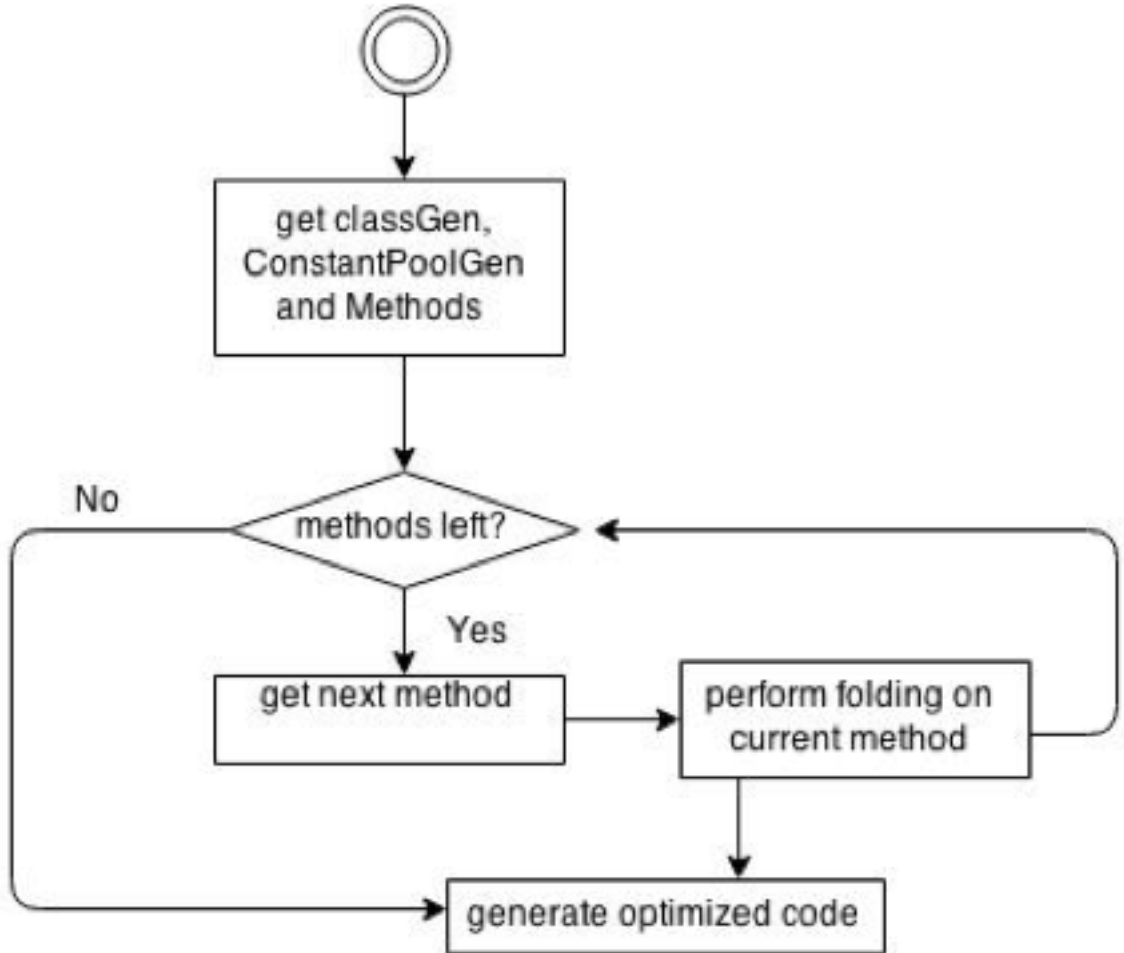 get classGen,
ConstantPoolGen
and Methods
No
methods left?
Yes
get next method
perform folding on
current method
generate optimized code